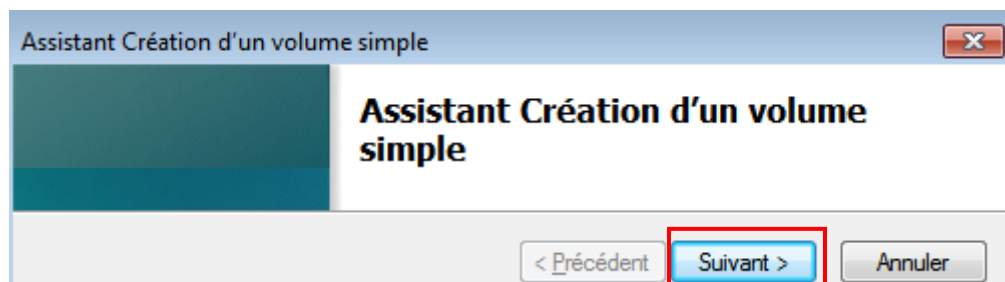 Assistant Création d'un volume simple
Assistant Création d'un volume
simple
< Précédent
Suivant >
Annuler